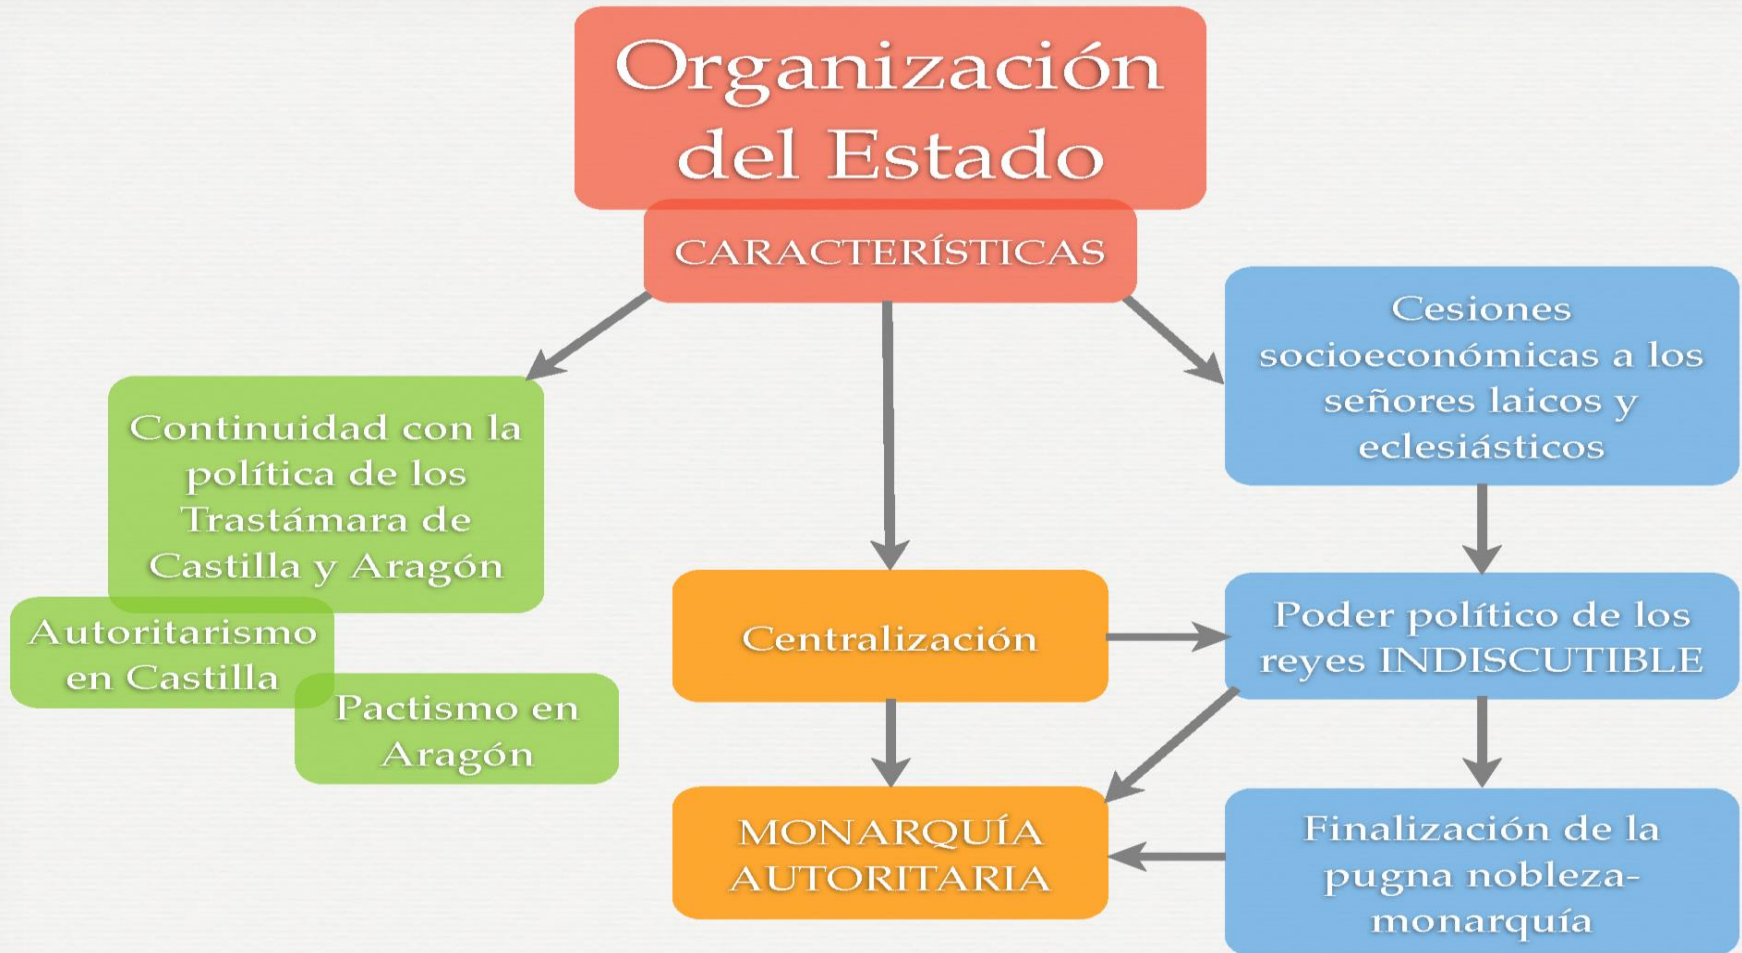 Organización
del Estado
CARACTERÍSTICAS
Continuidad con la
política de los
Trastámara de
Castilla y Aragón
Autoritarismo
en Castilla
Pactismo en
Aragón
Centralización
MONARQUÍA
AUTORITARIA
Cesiones
socioeconómicas a los
señores laicos y
eclesiásticos
Poder político de los
reyes INDISCUTIBLE
Finalización de la
pugna nobleza-
monarquía